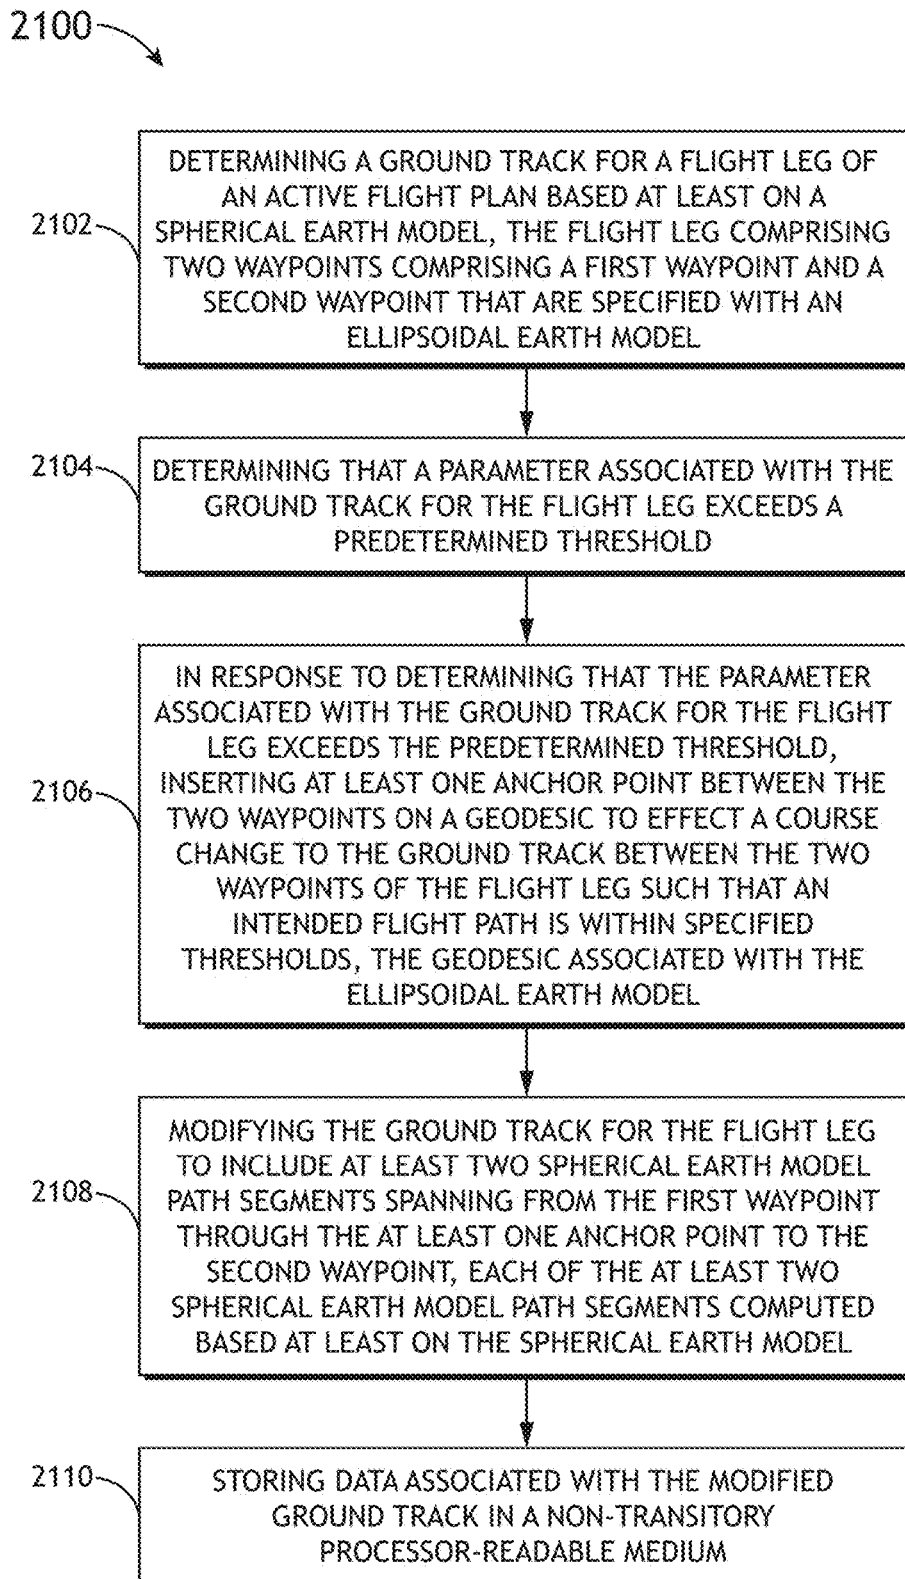 2100
2102
DETERMINING A GROUND TRACK FOR A FLIGHT LEG OF
AN ACTIVE FLIGHT PLAN BASED AT LEAST ON A
SPHERICAL EARTH MODEL, THE FLIGHT LEG COMPRISING
TWO WAYPOINTS COMPRISING A FIRST WAYPOINT AND A
SECOND WAYPOINT THAT ARE SPECIFIED WITH AN
ELLIPSOIDAL EARTH MODEL
2104
DETERMINING THAT A PARAMETER ASSOCIATED WITH THE
GROUND TRACK FOR THE FLIGHT LEG EXCEEDS A
PREDETERMINED THRESHOLD
2106
IN RESPONSE TO DETERMINING THAT THE PARAMETER
ASSOCIATED WITH THE GROUND TRACK FOR THE FLIGHT
LEG EXCEEDS THE PREDETERMINED THRESHOLD,
INSERTING AT LEAST ONE ANCHOR POINT BETWEEN THE
TWO WAYPOINTS ON A GEODESIC TO EFFECT A COURSE
CHANGE TO THE GROUND TRACK BETWEEN THE TWO
WAYPOINTS OF THE FLIGHT LEG SUCH THAT AN
INTENDED FLIGHT PATH IS WITHIN SPECIFIED
THRESHOLDS, THE GEODESIC ASSOCIATED WITH THE
ELLIPSOIDAL EARTH MODEL
2108
MODIFYING THE GROUND TRACK FOR THE FLIGHT LEG
TO INCLUDE AT LEAST TWO SPHERICAL EARTH MODEL
PATH SEGMENTS SPANNING FROM THE FIRST WAYPOINT
THROUGH THE AT LEAST ONE ANCHOR POINT TO THE
SECOND WAYPOINT, EACH OF THE AT LEAST TWO
SPHERICAL EARTH MODEL PATH SEGMENTS COMPUTED
BASED AT LEAST ON THE SPHERICAL EARTH MODEL
2110
STORING DATA ASSOCIATED WITH THE MODIFIED
GROUND TRACK IN A NON-TRANSITORY
PROCESSOR-READABLE MEDIUM